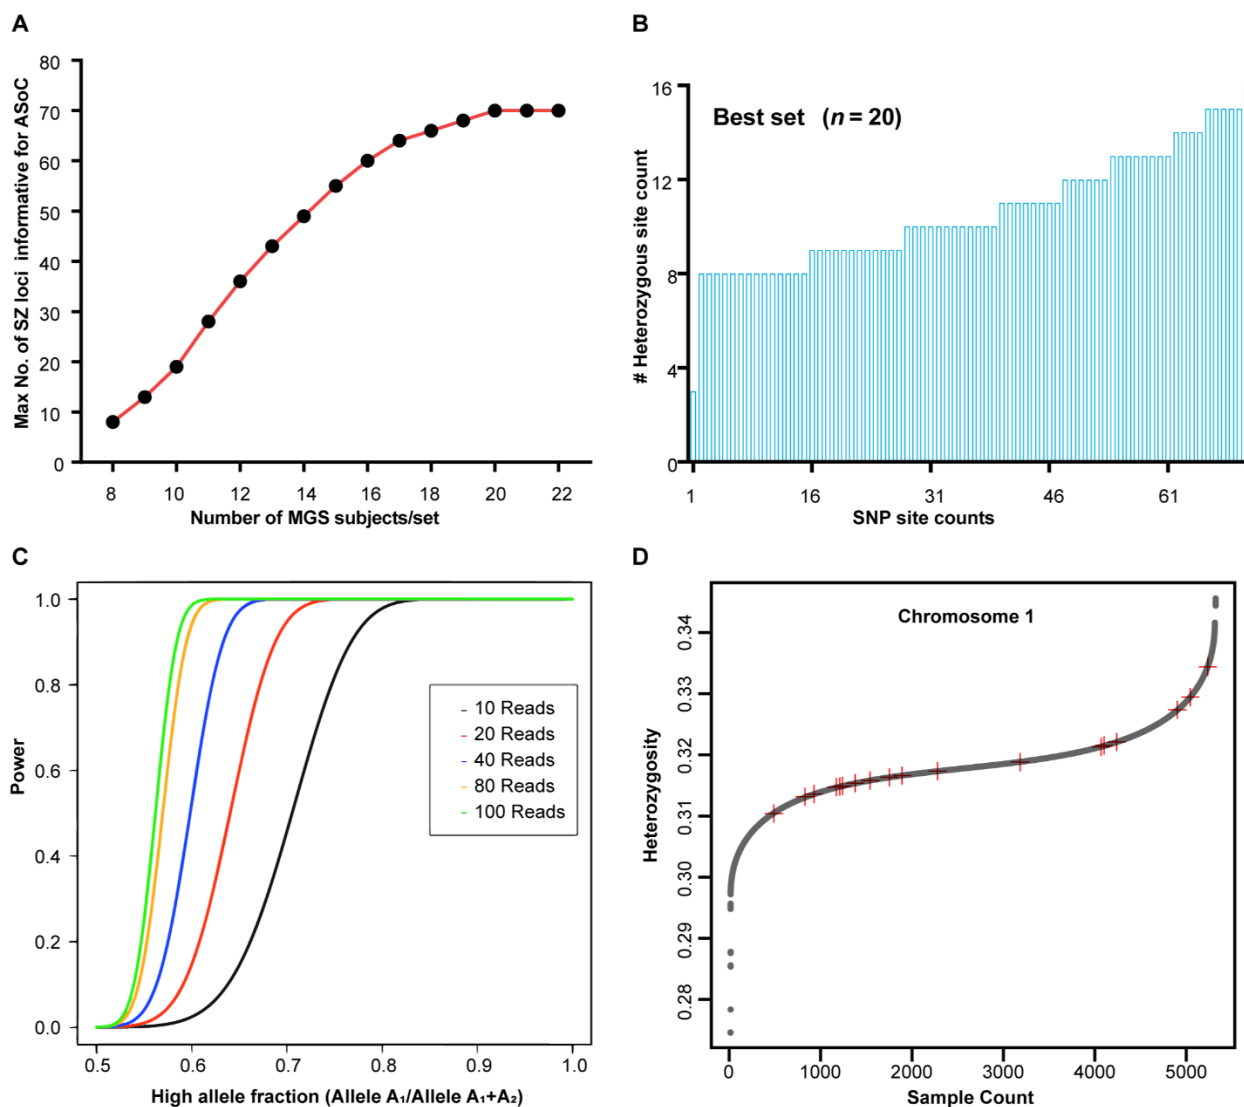 A
Max No. of SZ loci informative for ASoC
80
70
60
50
40
30
20
10
0
8 10 12 14 16 18 20 22
Number of MGS subjects/set
B
Best set (n = 20)
# Heterozygous site count
16
12
8
4
0
1 16 31 46 61
SNP site counts
C
Power
1.0
0.8
0.6
0.4
0.2
0.0
10 Reads
20 Reads
40 Reads
80 Reads
100 Reads
0.5 0.6 0.7 0.8 0.9 1.0
High allele fraction (Allele A₁/Allele A₁+A₂)
D
Chromosome 1
Heterozygosity
0.34
0.33
0.32
0.31
0.30
0.29
0.28
0 1000 2000 3000 4000 5000
Sample Count